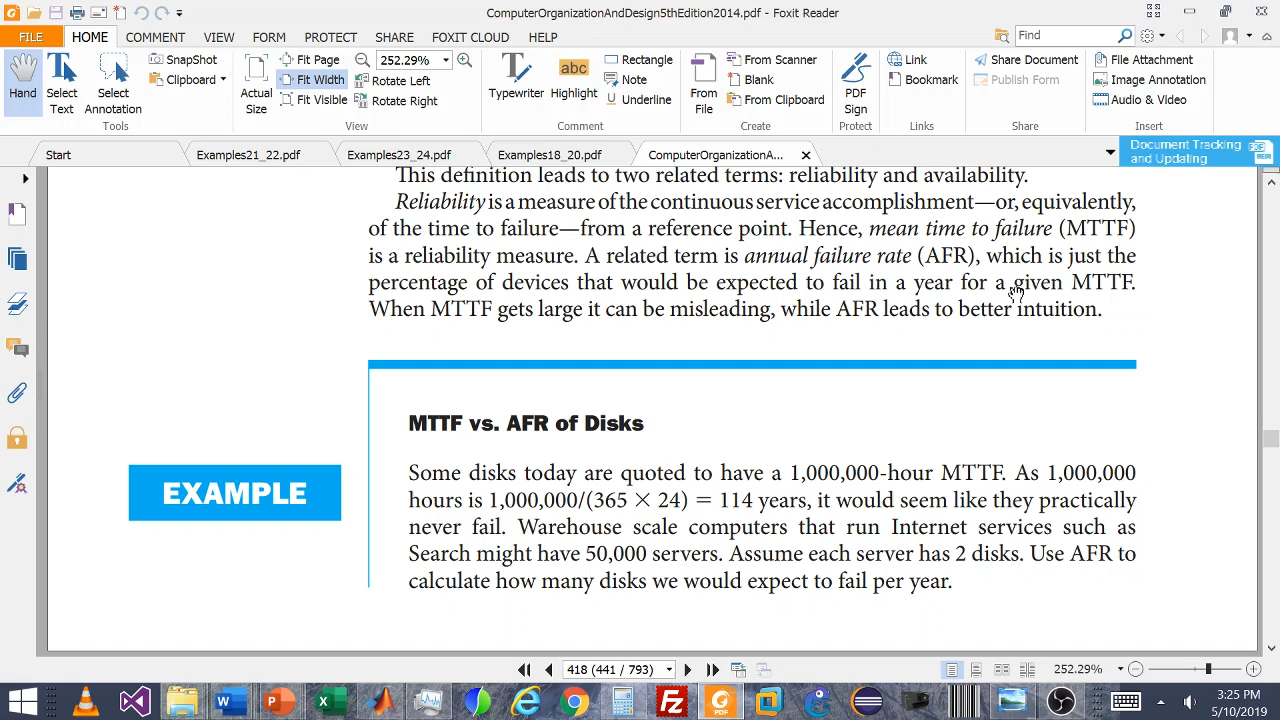 ComputerOrganizationAndDesign5thEdition2014.pdf - Foxit Reader
FILE HOME COMMENT VIEW FORM PROTECT SHARE FOXIT CLOUD HELP Find
Hand
Select Text
Select Annotation
SnapShot
Clipboard
Tools
Actual Size
Fit Page
Fit Width
Fit Visible
252.29%
Rotate Left
Rotate Right
View
Typewriter
abc
Highlight
Rectangle
Note
Underline
Comment
From File
From Scanner
Blank
From Clipboard
Create
PDF Sign
Protect
Link
Bookmark
Links
Share Document
Publish Form
Share
File Attachment
Image Annotation
Audio & Video
Insert
Start Examples21_22.pdf Examples23_24.pdf Examples18_20.pdf ComputerOrganizationA...
Document Tracking
and Updating
This definition leads to two related terms: reliability and availability.
Reliability is a measure of the continuous service accomplishment—or, equivalently,
of the time to failure—from a reference point. Hence, mean time to failure (MTTF)
is a reliability measure. A related term is annual failure rate (AFR), which is just the
percentage of devices that would be expected to fail in a year for a given MTTF.
When MTTF gets large it can be misleading, while AFR leads to better intuition.
MTTF vs. AFR of Disks
EXAMPLE
Some disks today are quoted to have a 1,000,000-hour MTTF. As 1,000,000
hours is 1,000,000/(365 × 24) = 114 years, it would seem like they practically
never fail. Warehouse scale computers that run Internet services such as
Search might have 50,000 servers. Assume each server has 2 disks. Use AFR to
calculate how many disks we would expect to fail per year.
418 (441 / 793) 252.29%
3:25 PM
5/10/2019